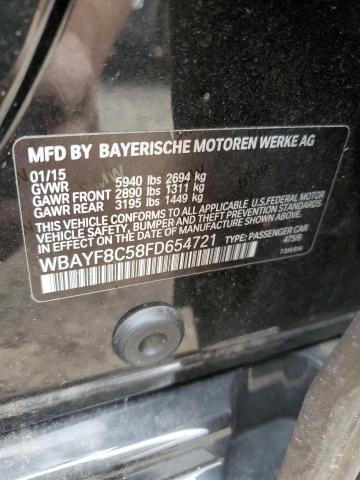 MFD BY BAYERISCHE MOTOREN WERKE AG
01/15
GVWR 5940 lbs 2694 kg
GAWR FRONT 2890 lbs 1311 kg
GAWR REAR 3195 lbs 1449 kg
THIS VEHICLE CONFORMS TO ALL APPLICABLE U.S.FEDERAL MOTOR
VEHICLE SAFETY, BUMPER AND THEFT PREVENTION STANDARDS IN
EFFECT ON THE DATE OF MANUFACTURE SHOWN ABOVE.
WBAYF8C58FD654721 TYPE: PASSENGER CAR
475/9